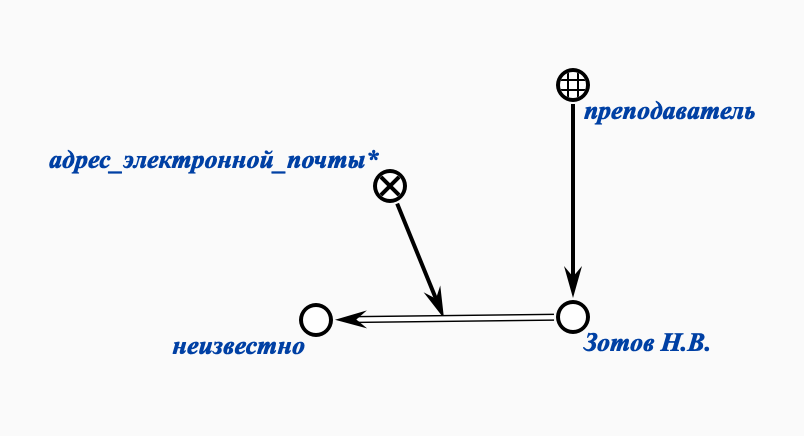 преподаватель
адрес_электронной_почты*
неизвестно
Зотов Н.В.